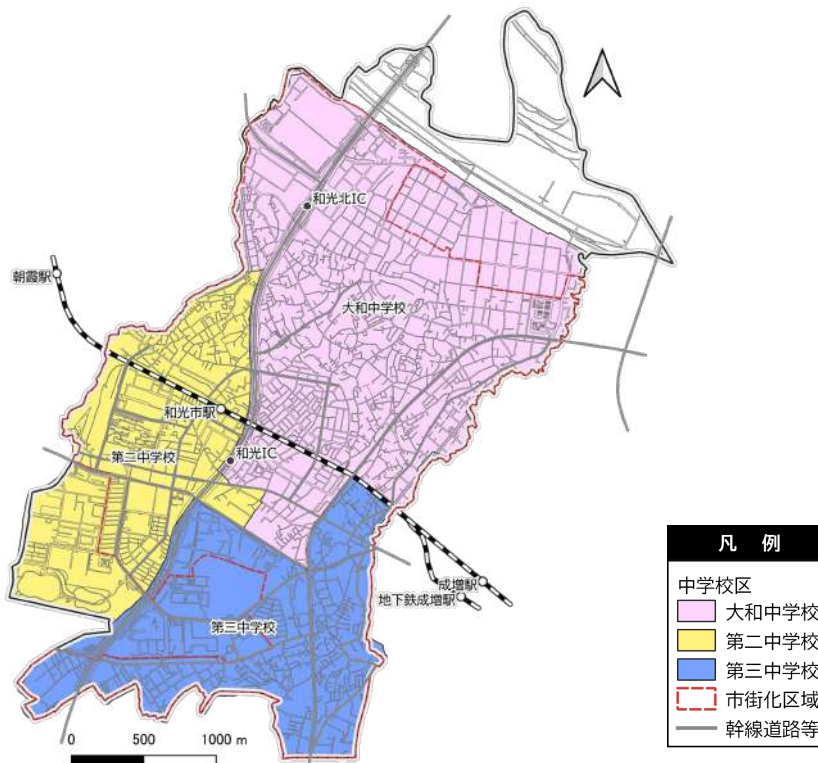 和光北IC
朝霞駅
大和中学校
和光市駅
第二中学校
和光IC
成増駅
地下鉄成増駅
第三中学校
0 500 1000 m
凡 例
中学校区
大和中学校
第二中学校
第三中学校
市街化区域
幹線道路等